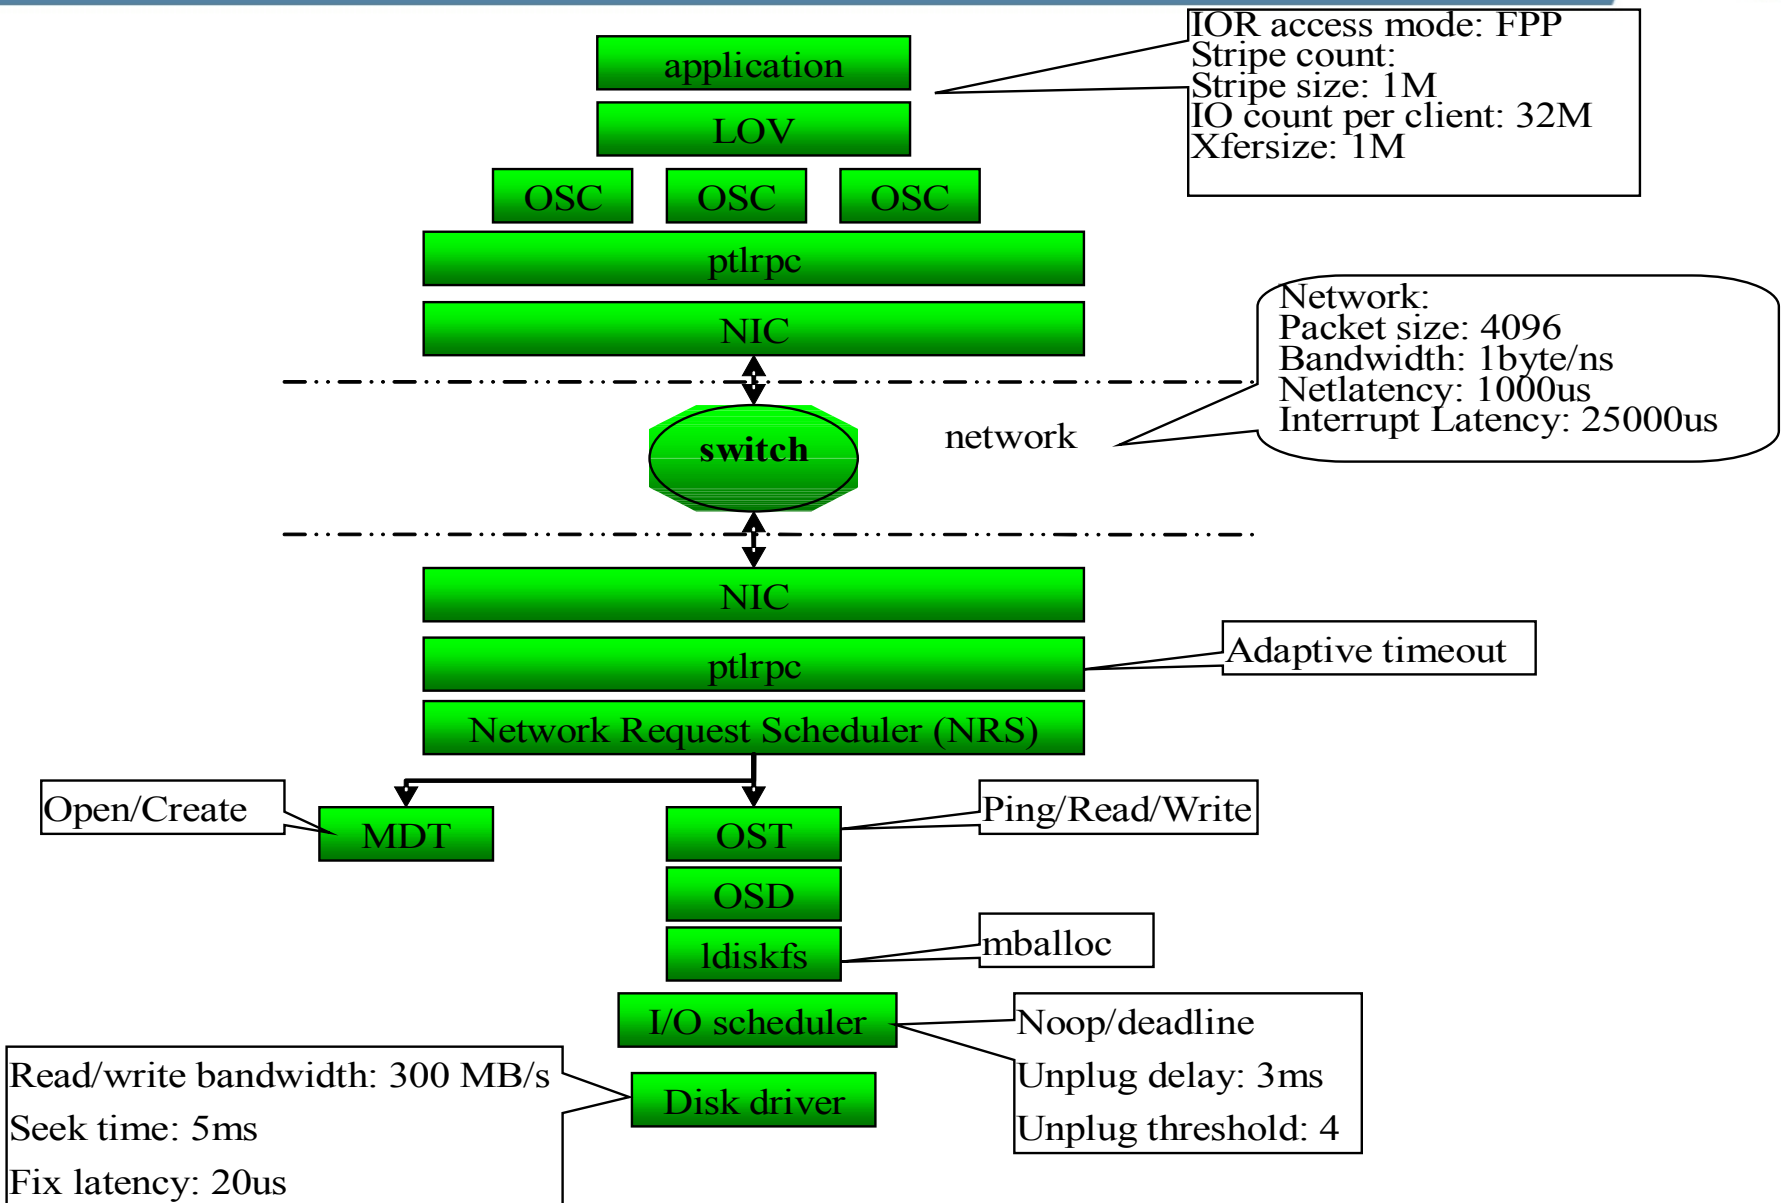 application
LOV
OSC OSC OSC
ptlrpc
NIC
IOR access mode: FPP
Stripe count:
Stripe size: 1M
IO count per client: 32M
Xfersize: 1M
switch
network
Network:
Packet size: 4096
Bandwidth: 1byte/ns
Netlatency: 1000us
Interrupt Latency: 25000us
NIC
ptlrpc
Adaptive timeout
Network Request Scheduler (NRS)
Open/Create
MDT
OST
Ping/Read/Write
OSD
ldiskfs
mballoc
I/O scheduler
Noop/deadline
Unplug delay: 3ms
Unplug threshold: 4
Disk driver
Read/write bandwidth: 300 MB/s
Seek time: 5ms
Fix latency: 20us